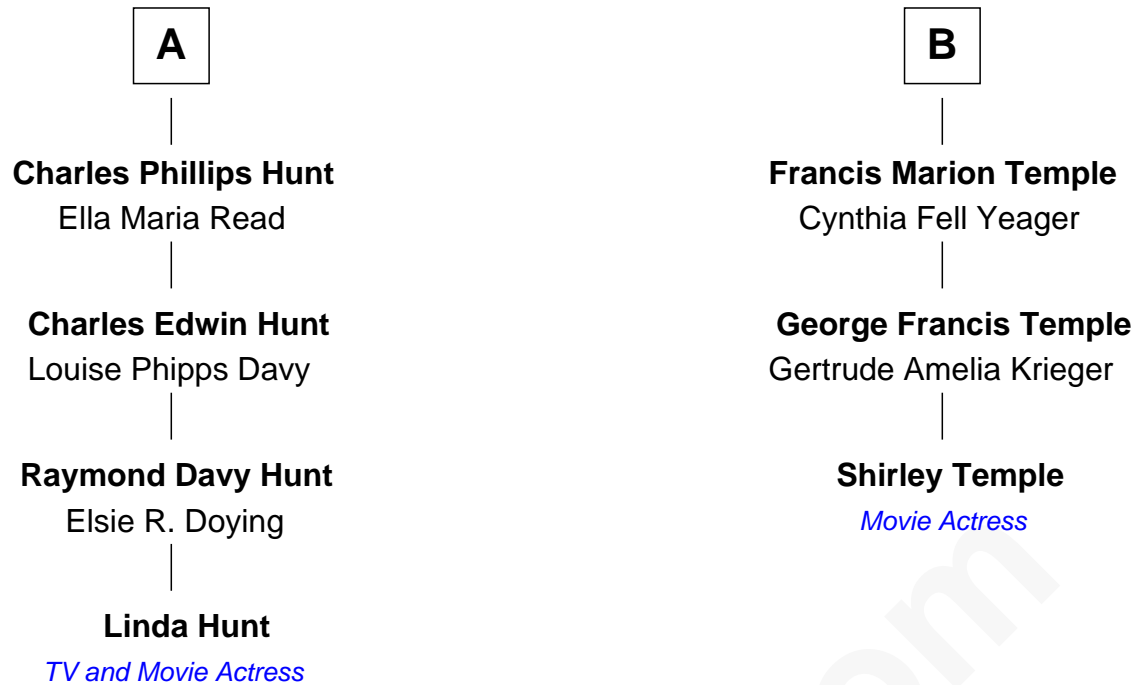 A
Charles Phillips Hunt
Ella Maria Read
Charles Edwin Hunt
Louise Phipps Davy
Raymond Davy Hunt
Elsie R. Doying
Linda Hunt
TV and Movie Actress
B
Francis Marion Temple
Cynthia Fell Yeager
George Francis Temple
Gertrude Amelia Krieger
Shirley Temple
Movie Actress
om